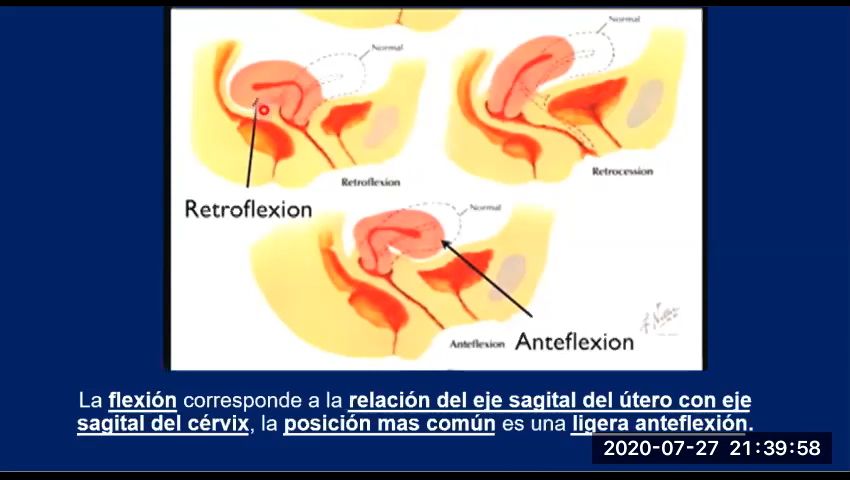 Normal
Normal
Retroflexion
Retrocession
Retroflexion
Normal
Anteflexion
Anteflexion
La flexión corresponde a la relación del eje sagital del útero con eje
sagital del cérvix, la posición mas común es una ligera anteflexión.
2020-07-27 21:39:58